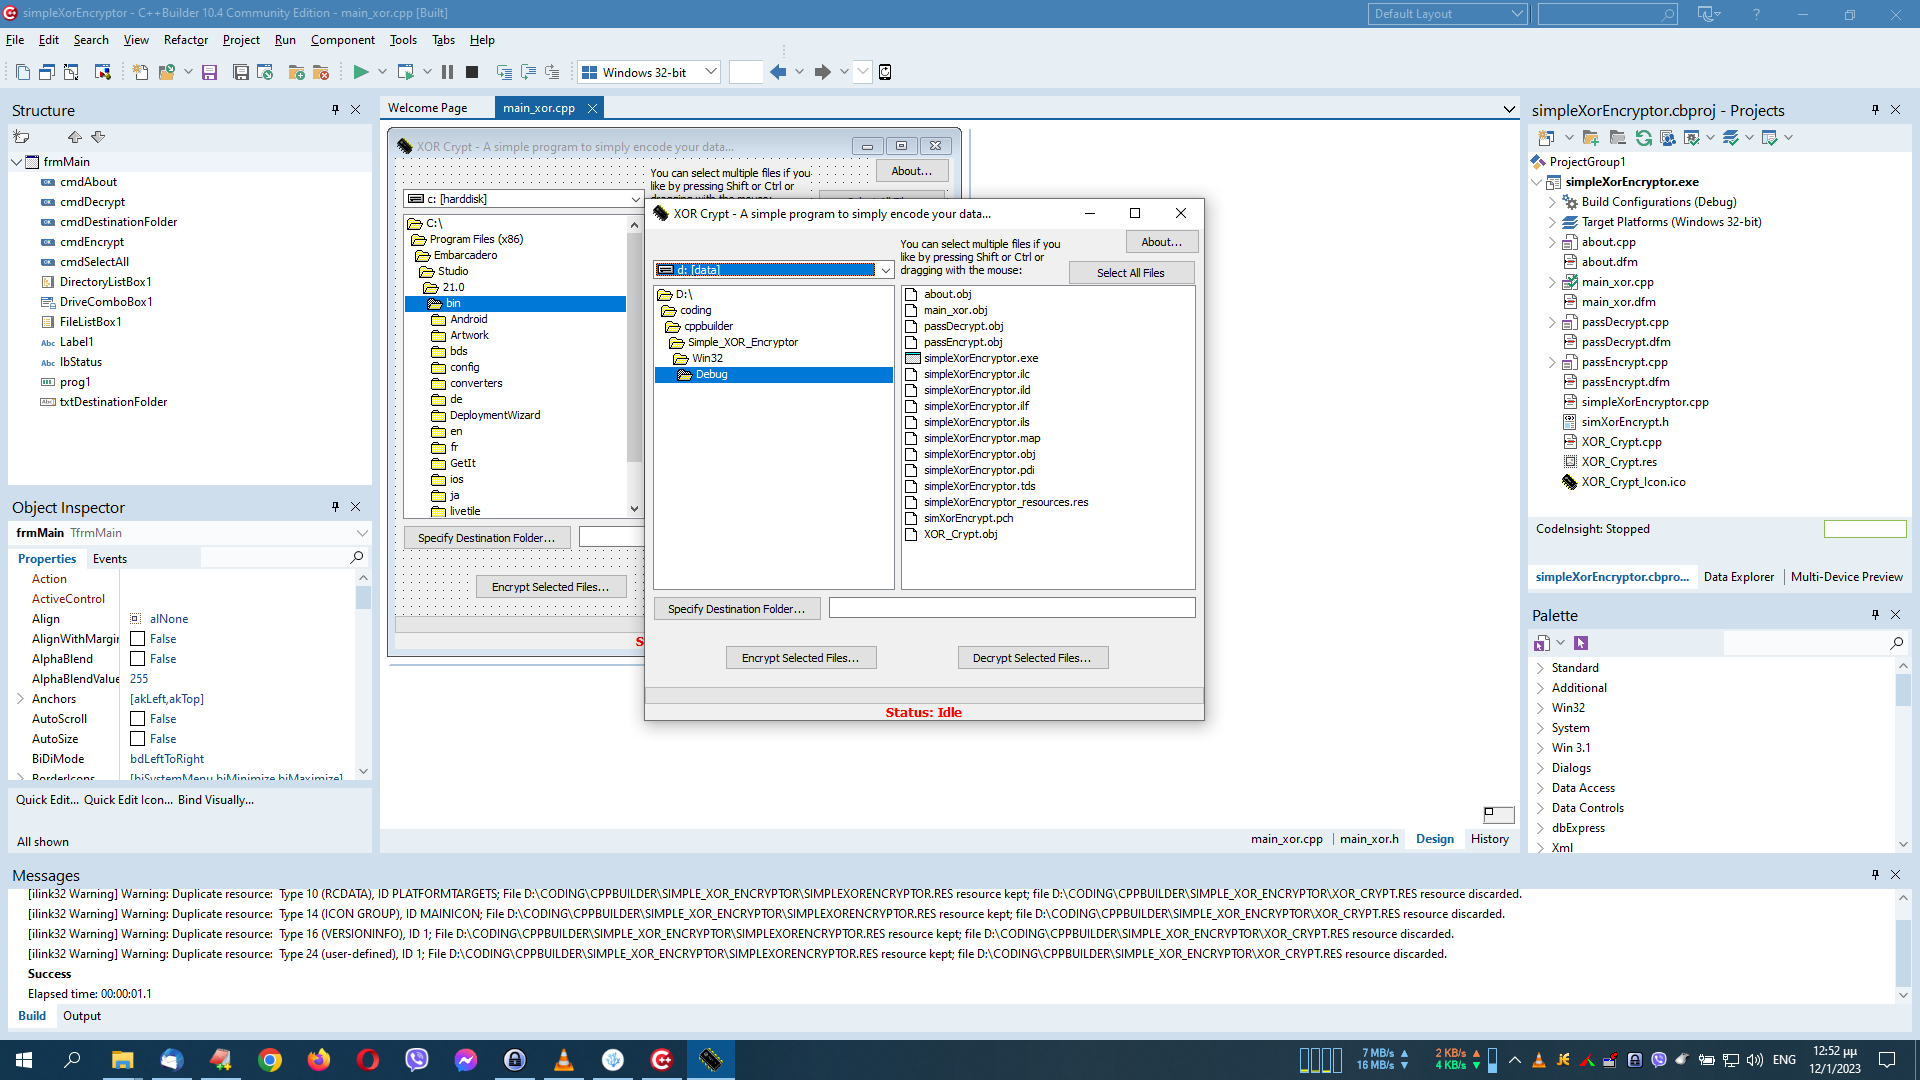 simpleXorEncryptor - C++Builder 10.4 Community Edition - main_xor.cpp [Built]
Default Layout
File Edit Search View Refactor Project Run Component Tools Tabs Help
Windows 32-bit
Structure
frmMain
cmdAbout
cmdDecrypt
cmdDestinationFolder
cmdEncrypt
cmdSelectAll
DirectoryListBox1
DriveComboBox1
FileListBox1
Label1
lbStatus
prog1
txtDestinationFolder
Object Inspector
frmMain TfrmMain
Properties Events
Action
ActiveControl
Align alNone
AlignWithMargin False
AlphaBlend False
AlphaBlendValue 255
Anchors [akLeft,akTop]
AutoScroll False
AutoSize False
BiDiMode bdLeftToRight
BorderIcons [biSystemMenu,biMinimize,biMaximize]
Quick Edit... Quick Edit Icon... Bind Visually...
All shown
Welcome Page
main_xor.cpp
XOR Crypt - A simple program to simply encode your data...
You can select multiple files if you
like by pressing Shift or Ctrl or
dragging with the mouse:
About...
c: [harddisk]
C:\
Program Files (x86)
Embarcadero
Studio
21.0
bin
Android
Artwork
bds
config
converters
de
DeploymentWizard
en
fr
GetIt
ios
ja
livetile
Specify Destination Folder...
Encrypt Selected Files...
XOR Crypt - A simple program to simply encode your data...
You can select multiple files if you
like by pressing Shift or Ctrl or
dragging with the mouse:
About...
Select All Files
d: [data]
D:\
coding
cppbuilder
Simple_XOR_Encryptor
Win32
Debug
about.obj
main_xor.obj
passDecrypt.obj
passEncrypt.obj
simpleXorEncryptor.exe
simpleXorEncryptor.ilc
simpleXorEncryptor.ild
simpleXorEncryptor.ilf
simpleXorEncryptor.ils
simpleXorEncryptor.map
simpleXorEncryptor.obj
simpleXorEncryptor.pdi
simpleXorEncryptor.tds
simpleXorEncryptor_resources.res
simXorEncrypt.pch
XOR_Crypt.obj
Specify Destination Folder...
Encrypt Selected Files...
Decrypt Selected Files...
Status: Idle
main_xor.cpp main_xor.h Design History
simpleXorEncryptor.cbproj - Projects
ProjectGroup1
simpleXorEncryptor.exe
Build Configurations (Debug)
Target Platforms (Windows 32-bit)
about.cpp
about.dfm
main_xor.cpp
main_xor.dfm
passDecrypt.cpp
passDecrypt.dfm
passEncrypt.cpp
passEncrypt.dfm
simpleXorEncryptor.cpp
simXorEncrypt.h
XOR_Crypt.cpp
XOR_Crypt.res
XOR_Crypt_Icon.ico
CodeInsight: Stopped
simpleXorEncryptor.cbpro... Data Explorer Multi-Device Preview
Palette
Standard
Additional
Win32
System
Win 3.1
Dialogs
Data Access
Data Controls
dbExpress
Xml
Messages
[ilink32 Warning] Warning: Duplicate resource: Type 10 (RCDATA), ID PLATFORMTARGETS; File D:\CODING\CPPBUILDER\SIMPLE_XOR_ENCRYPTOR\SIMPLEXORENCRYPTOR.RES resource kept; file D:\CODING\CPPBUILDER\SIMPLE_XOR_ENCRYPTOR\XOR_CRYPT.RES resource discarded.
[ilink32 Warning] Warning: Duplicate resource: Type 14 (ICON GROUP), ID MAINICON; File D:\CODING\CPPBUILDER\SIMPLE_XOR_ENCRYPTOR\SIMPLEXORENCRYPTOR.RES resource kept; file D:\CODING\CPPBUILDER\SIMPLE_XOR_ENCRYPTOR\XOR_CRYPT.RES resource discarded.
[ilink32 Warning] Warning: Duplicate resource: Type 16 (VERSIONINFO), ID 1; File D:\CODING\CPPBUILDER\SIMPLE_XOR_ENCRYPTOR\SIMPLEXORENCRYPTOR.RES resource kept; file D:\CODING\CPPBUILDER\SIMPLE_XOR_ENCRYPTOR\XOR_CRYPT.RES resource discarded.
[ilink32 Warning] Warning: Duplicate resource: Type 24 (user-defined), ID 1; File D:\CODING\CPPBUILDER\SIMPLE_XOR_ENCRYPTOR\SIMPLEXORENCRYPTOR.RES resource kept; file D:\CODING\CPPBUILDER\SIMPLE_XOR_ENCRYPTOR\XOR_CRYPT.RES resource discarded.
Success
Elapsed time: 00:00:01.1
Build Output
7 MB/s
16 MB/s
2 KB/s
4 KB/s
ENG
12:52 μμ
12/1/2023